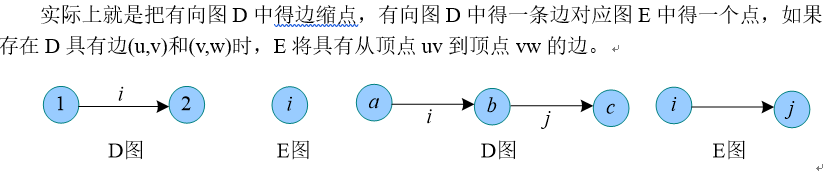 实际上就是把有向图 D 中得边缩点，有向图 D 中得一条边对应图 E 中得一个点，如果
存在 D 具有边(u,v)和(v,w)时，E 将具有从顶点 uv 到顶点 vw 的边。
1 i 2 i a i b j c i j
D图 E图 D图 E图